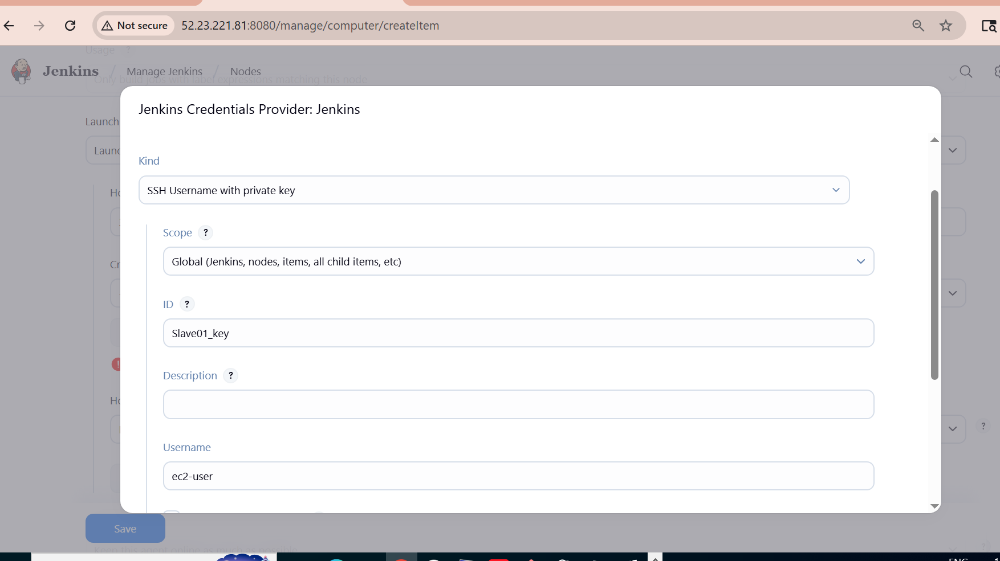 Not secure 52.23.221.81:8080/manage/computer/createItem
Usage ?
Jenkins / Manage Jenkins / Nodes
Only build jobs with label expressions matching this node
Jenkins Credentials Provider: Jenkins
Launch
Launc
Kind
SSH Username with private key
Ho
Scope ?
Global (Jenkins, nodes, items, all child items, etc)
Cr
ID ?
Slave01_key
Description ?
Ho
?
Username
ec2-user
Save
Keep this agent online as much as possible
ENG